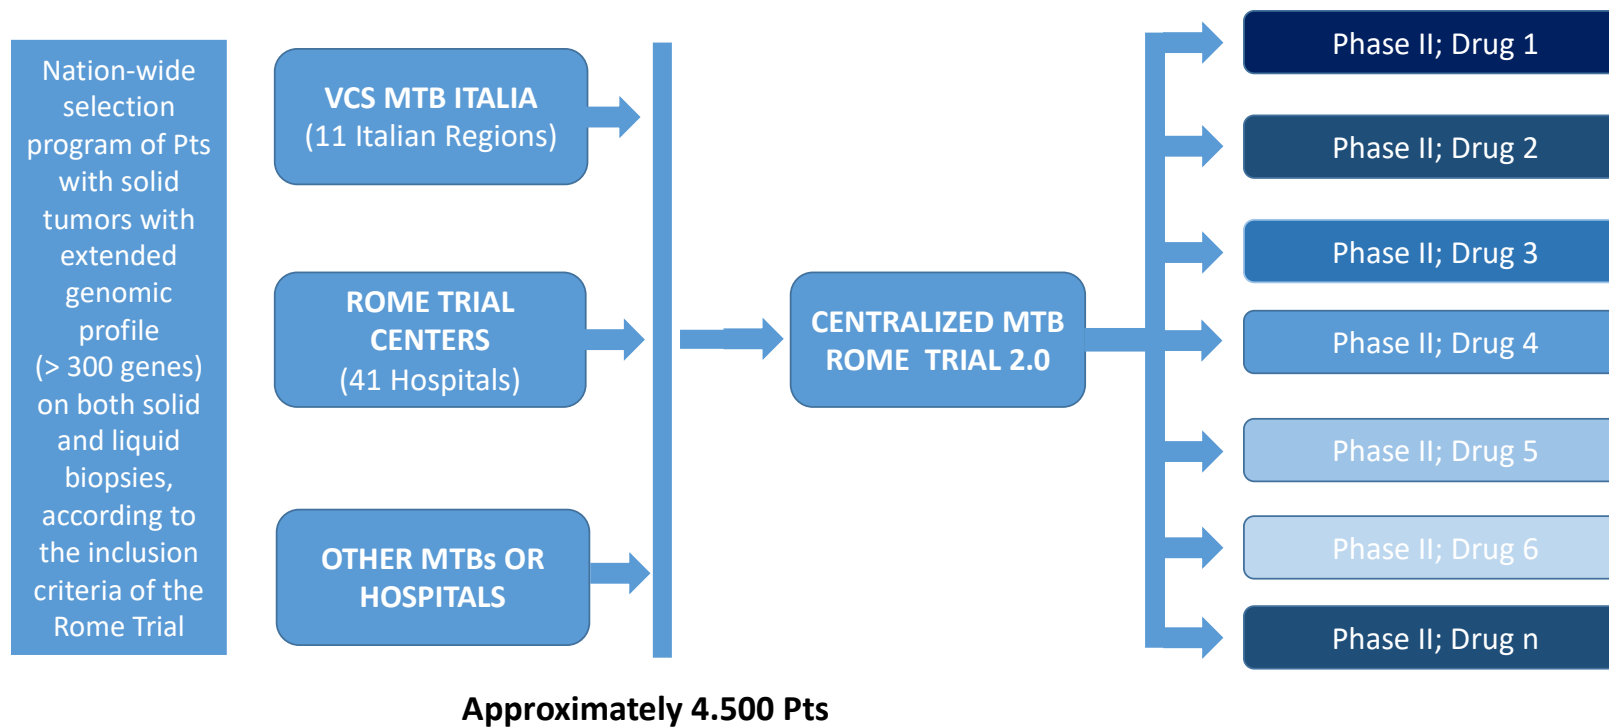 Nation-wide
selection
program of Pts
with solid
tumors with
extended
genomic
profile
(> 300 genes)
on both solid
and liquid
biopsies,
according to
the inclusion
criteria of the
Rome Trial
VCS MTB ITALIA
(11 Italian Regions)
ROME TRIAL
CENTERS
(41 Hospitals)
OTHER MTBs OR
HOSPITALS
CENTRALIZED MTB
ROME TRIAL 2.0
Phase II; Drug 1
Phase II; Drug 2
Phase II; Drug 3
Phase II; Drug 4
Phase II; Drug 5
Phase II; Drug 6
Phase II; Drug n
Approximately 4.500 Pts